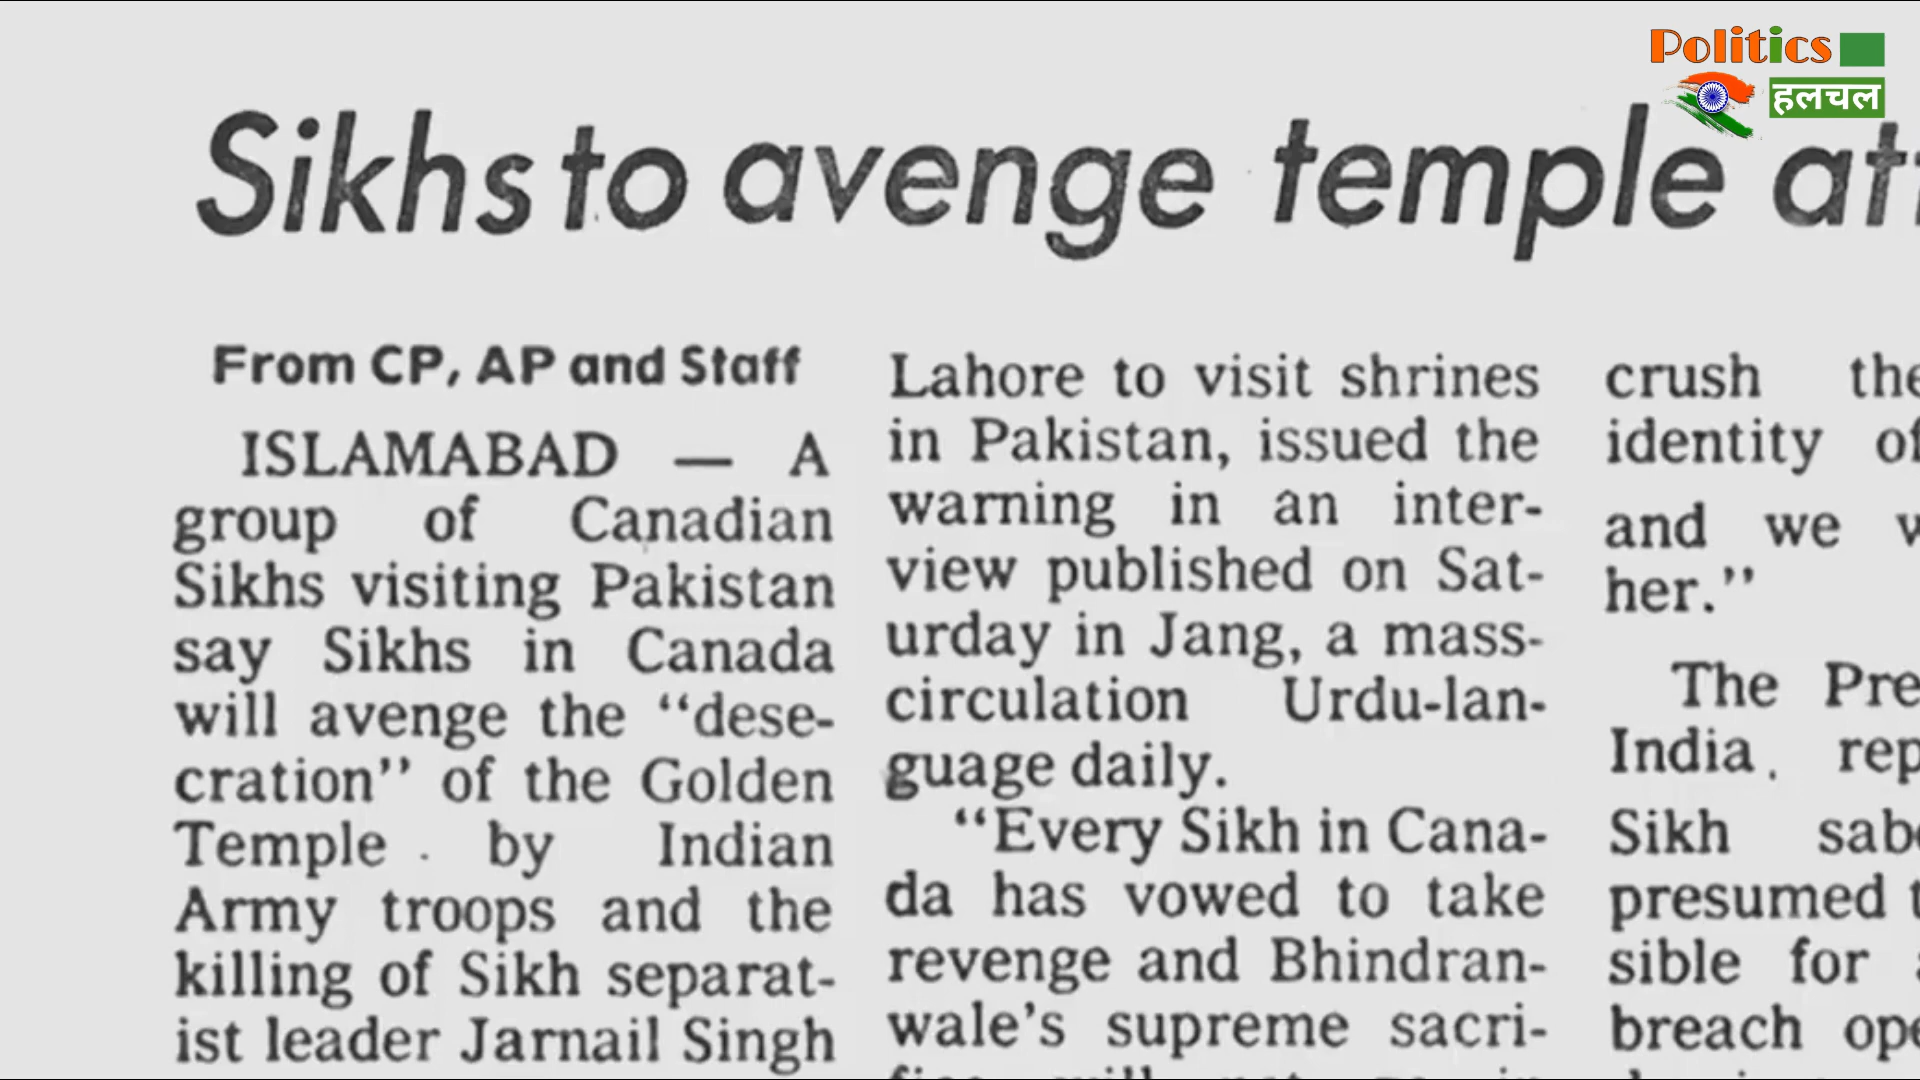 Politics
हलचल
Sikhs to avenge temple
From CP, AP and Staff
ISLAMABAD — A
group of Canadian
Sikhs visiting Pakistan
say Sikhs in Canada
will avenge the “dese-
cration” of the Golden
Temple by Indian
Army troops and the
killing of Sikh separat-
ist leader Jarnail Singh
Lahore to visit shrines
in Pakistan, issued the
warning in an inter-
view published on Sat-
urday in Jang, a mass-
circulation Urdu-lan-
guage daily.
“Every Sikh in Cana-
da has vowed to take
revenge and Bhindran-
wale’s supreme sacri-
crush the
identity of
and we
her.”
The
India
Sikh
presumed
sible for
breach